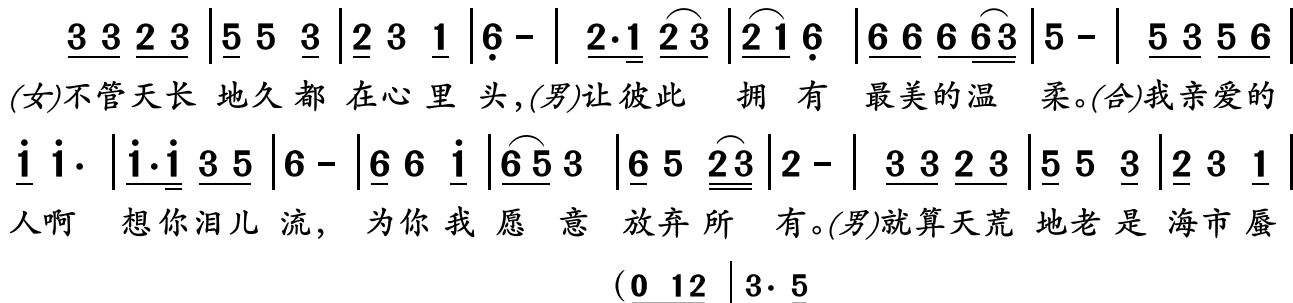 3 3 2 3 | 5 5 3 | 2 3 1 | 6 – | 2·1 2 3 | 2 1 6 | 6 6 6 6 3 | 5 – | 5 3 5 6 |
(女)不管天长 地久都 在心里 头,(男)让彼此 拥有 最美的温 柔。(合)我亲爱的
1 1· | 1·1 3 5 | 6 – | 6 6 1 | 6 5 3 | 6 5 2 3 | 2 – | 3 3 2 3 | 5 5 3 | 2 3 1 |
人啊 想你泪儿 流, 为你我 愿意 放弃所 有。(男)就算天荒 地老是 海市蜃
(0 1 2 | 3· 5